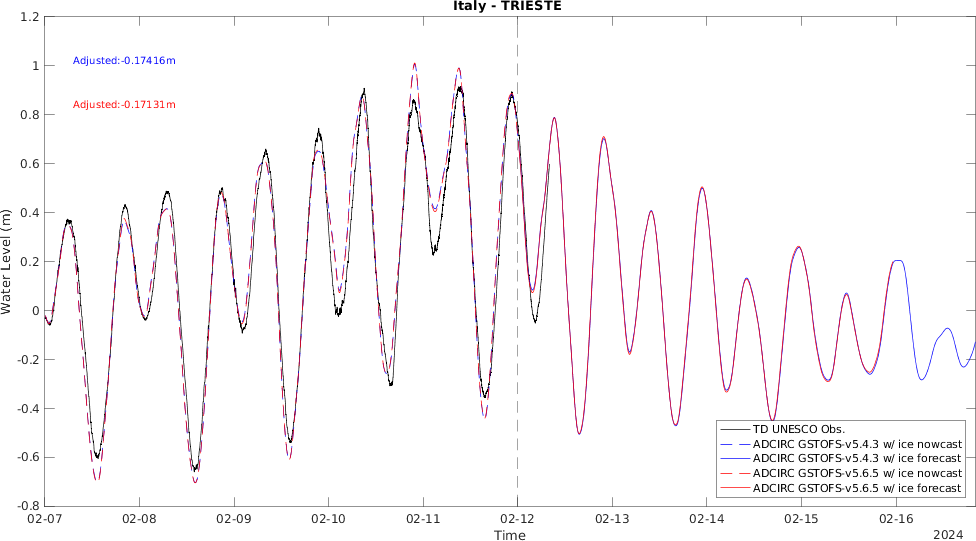 Italy - TRIESTE
1.2
1
0.8
0.6
0.4
0.2
0
-0.2
-0.4
-0.6
-0.8
Water Level (m)
Adjusted:-0.17416m
Adjusted:-0.17131m
TD UNESCO Obs.
ADCIRC GSTOFS-v5.4.3 w/ ice nowcast
ADCIRC GSTOFS-v5.4.3 w/ ice forecast
ADCIRC GSTOFS-v5.6.5 w/ ice nowcast
ADCIRC GSTOFS-v5.6.5 w/ ice forecast
02-07 02-08 02-09 02-10 02-11 02-12 02-13 02-14 02-15 02-16
Time
2024